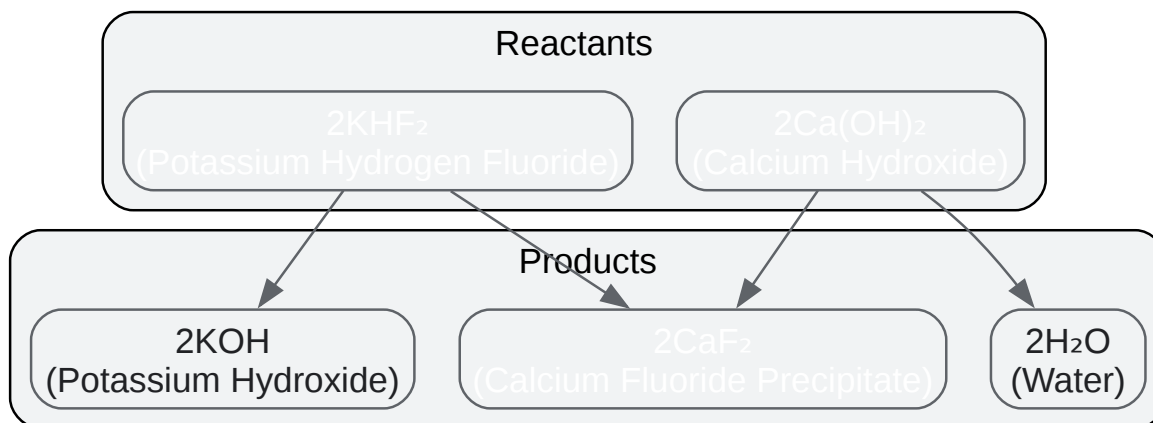 Reactants
2KHF₂
(Potassium Hydrogen Fluoride)
2Ca(OH)₂
(Calcium Hydroxide)
Products
2KOH
(Potassium Hydroxide)
2CaF₂
(Calcium Fluoride Precipitate)
2H₂O
(Water)